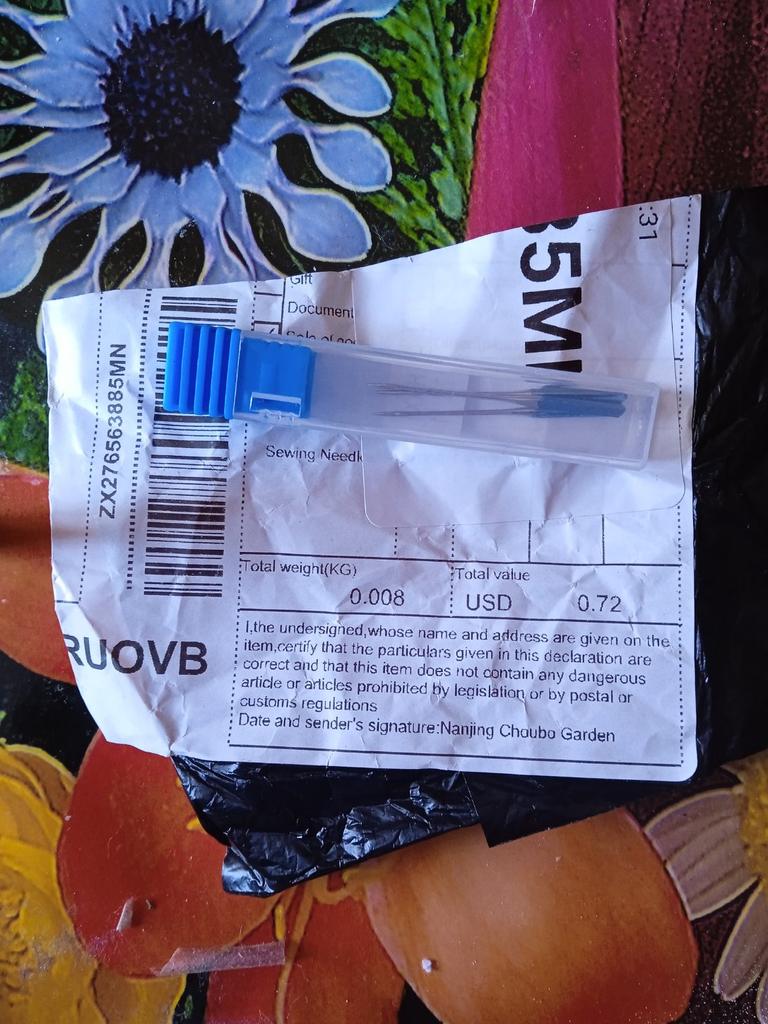 :31
35M
Gift
Document
ZX276563885MN
Sewing Needl
Total weight(KG)
Total value
0.008
USD 0.72
RUOVB
I,the undersigned,whose name and address are given on the
item,certify that the particulars given in this declaration are
correct and that this item does not contain any dangerous
article or articles prohibited by legislation or by postal or
customs regulations
Date and sender's signature:Nanjing Choubo Garden